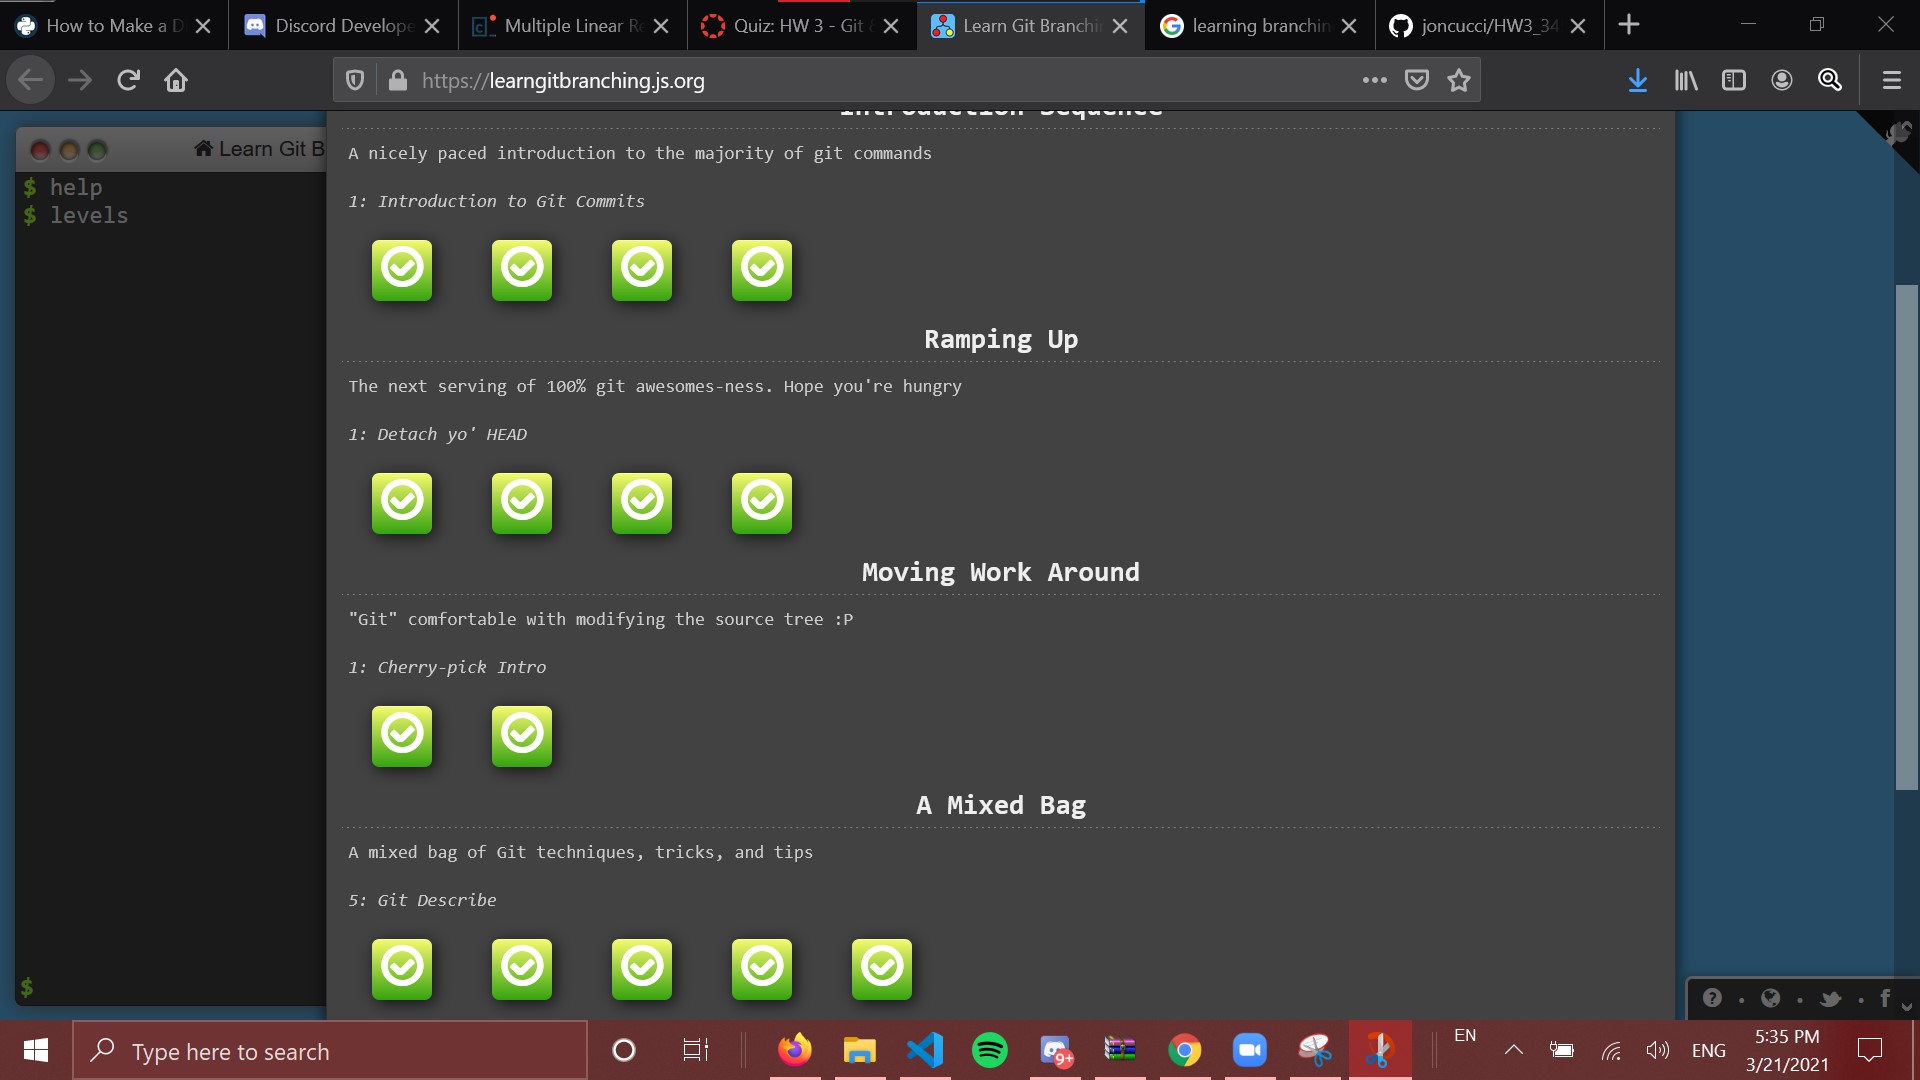 How to Make a D
Discord Develope
Multiple Linear Re
Quiz: HW 3 - Git &
Learn Git Branchin
learning branchin
joncucci/HW3_34
https://learngitbranching.js.org
Learn Git B
$ help
$ levels
$
Introduction Sequence
A nicely paced introduction to the majority of git commands
1: Introduction to Git Commits
Ramping Up
The next serving of 100% git awesomes-ness. Hope you're hungry
1: Detach yo' HEAD
Moving Work Around
"Git" comfortable with modifying the source tree :P
1: Cherry-pick Intro
A Mixed Bag
A mixed bag of Git techniques, tricks, and tips
5: Git Describe
Type here to search
9+
EN
ENG
5:35 PM
3/21/2021